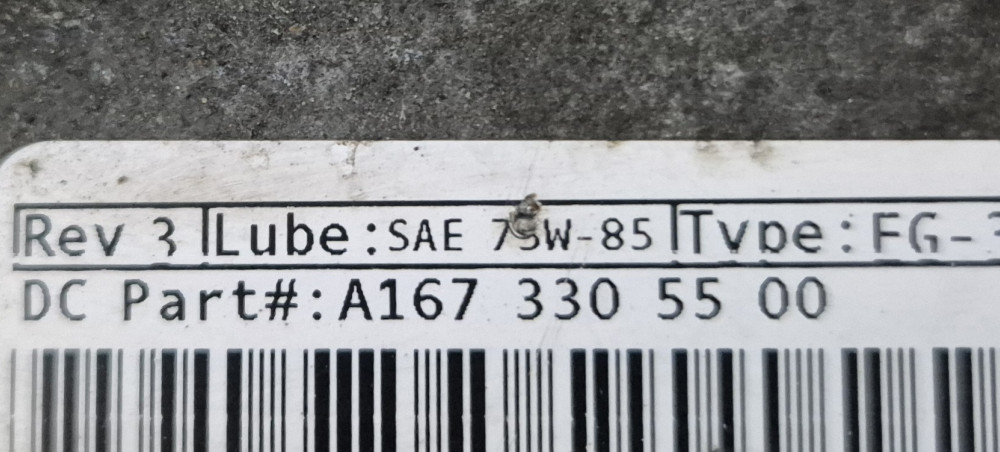 Rev 3 Lube:SAE 75W-85 Type:FG-
DC Part#:A167 330 55 00